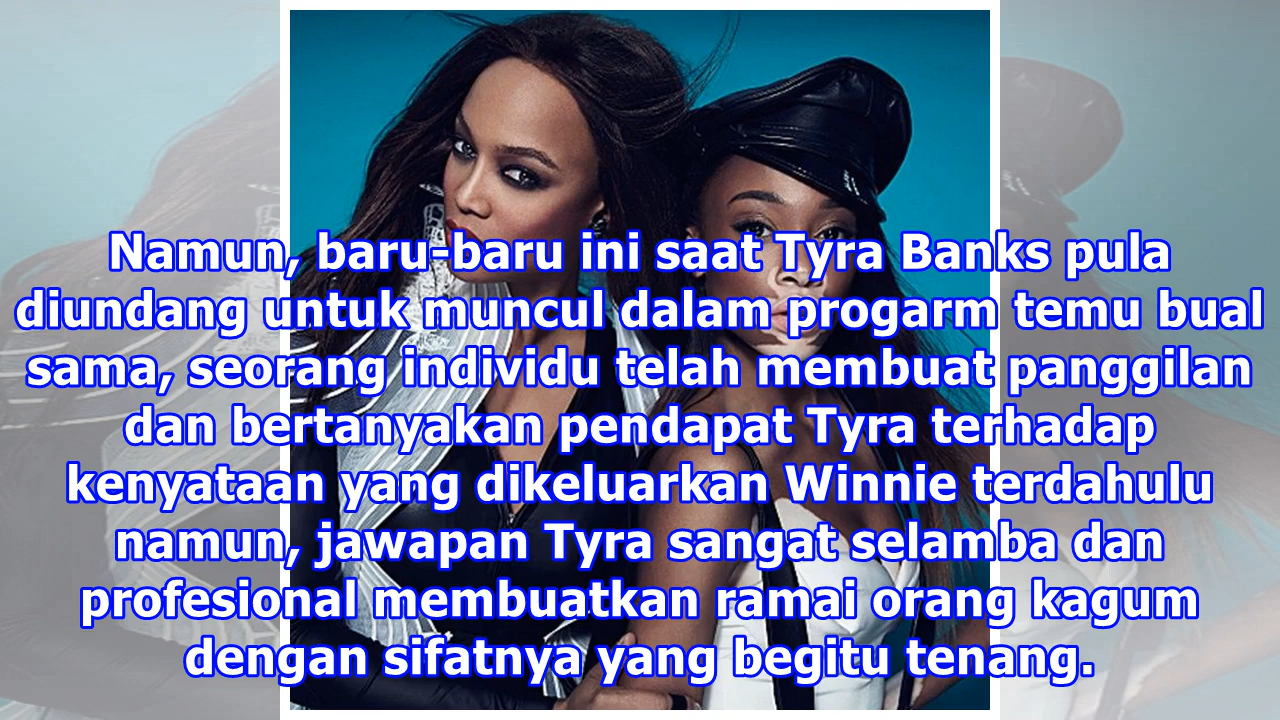 Namun, baru-baru ini saat Tyra Banks pula
diundang untuk muncul dalam progarm temu bual
sama, seorang individu telah membuat panggilan
dan bertanyakan pendapat Tyra terhadap
kenyataan yang dikeluarkan Winnie terdahulu
namun, jawapan Tyra sangat selamba dan
profesional membuatkan ramai orang kagum
dengan sifatnya yang begitu tenang.